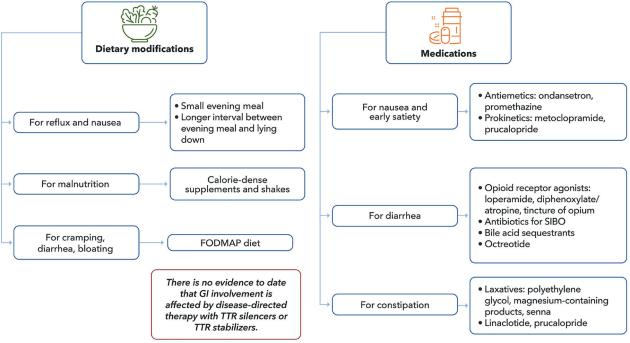 Dietary modifications
For reflux and nausea
• Small evening meal
• Longer interval between
evening meal and lying
down
For malnutrition
Calorie-dense
supplements and shakes
For cramping,
diarrhea, bloating
FODMAP diet
There is no evidence to date
that GI involvement is
affected by disease-directed
therapy with TTR silencers or
TTR stabilizers.
Medications
For nausea and
early satiety
• Antiemetics: ondansetron,
promethazine
• Prokinetics: metoclopramide,
prucalopride
For diarrhea
• Opioid receptor agonists:
loperamide, diphenoxylate/
atropine, tincture of opium
• Antibiotics for SIBO
• Bile acid sequestrants
• Octreotide
For constipation
• Laxatives: polyethylene
glycol, magnesium-containing
products, senna
• Linaclotide, prucalopride